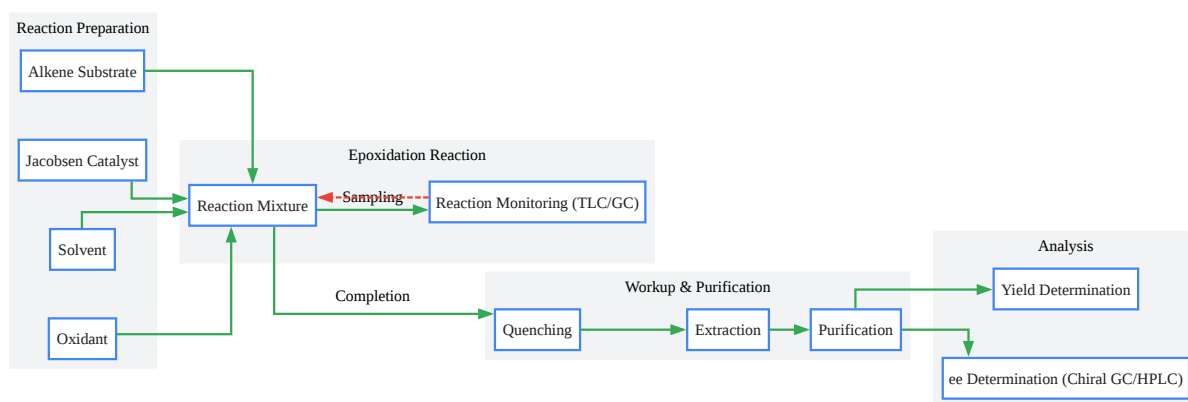 Reaction Preparation
Alkene Substrate
Jacobsen Catalyst
Solvent
Oxidant
Epoxidation Reaction
Reaction Mixture
Sampling
Reaction Monitoring (TLC/GC)
Completion
Workup & Purification
Quenching
Extraction
Purification
Analysis
Yield Determination
ee Determination (Chiral GC/HPLC)